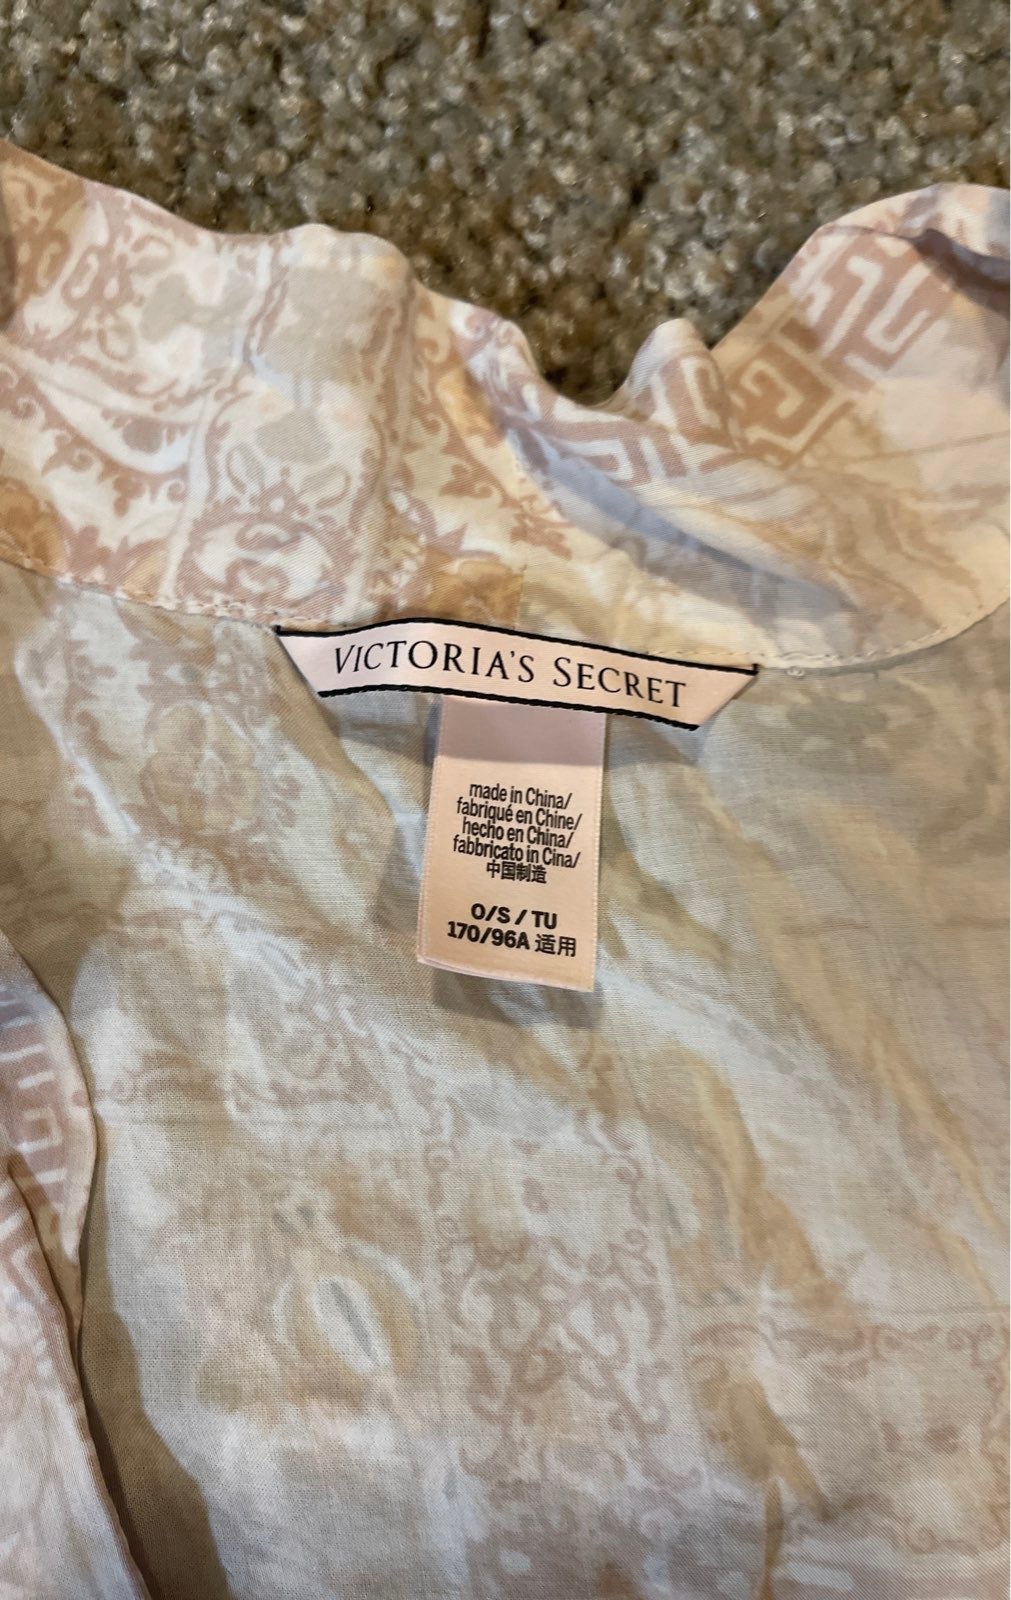 VICTORIA'S SECRET
made in China/
fabriqué en Chine/
hecho en China/
fabbricato in Cina/
中国制造
O/S / TU
170/96A 适用